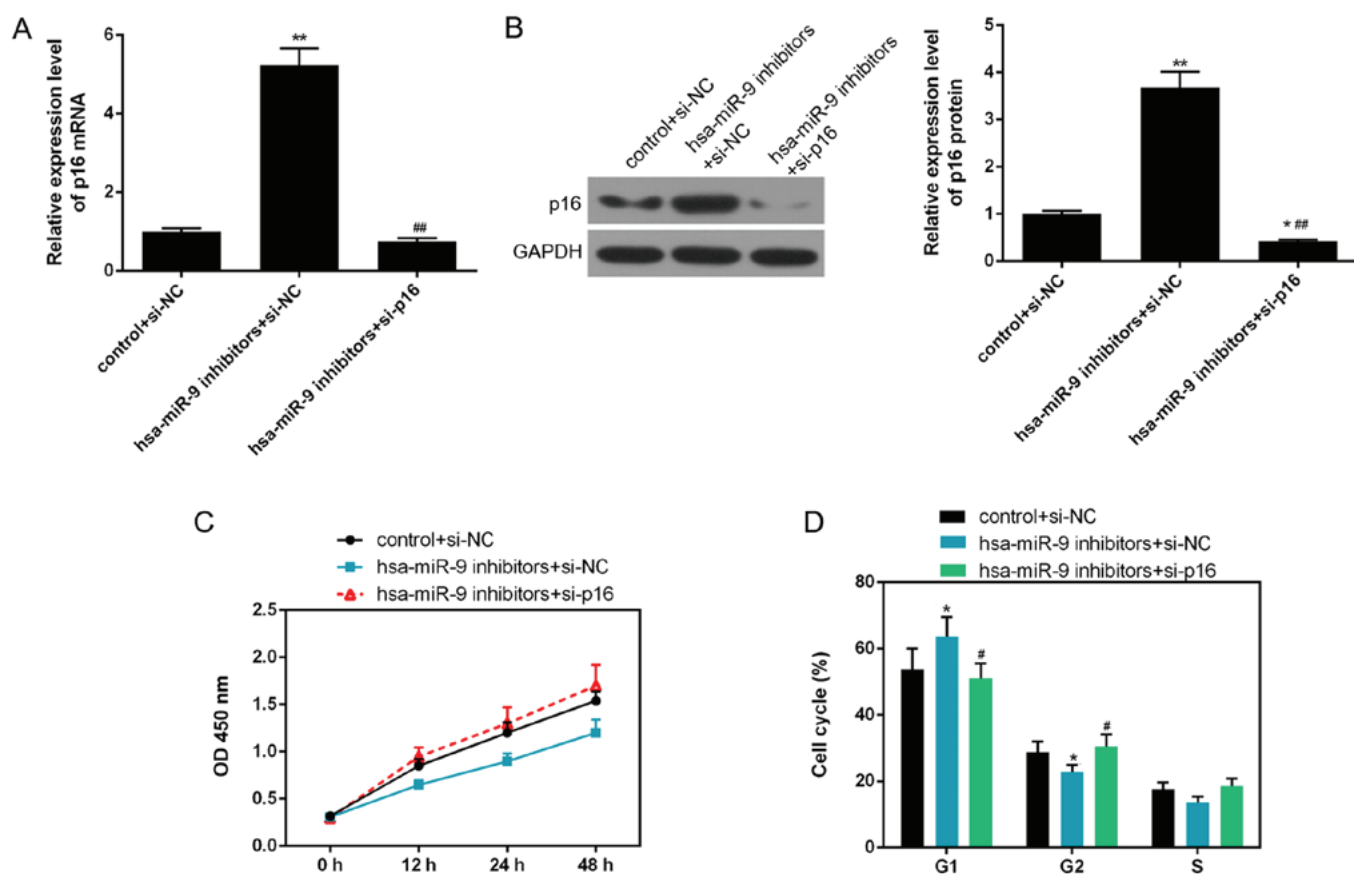 A
Relative expression level
of p16 mRNA
6
4
2
0
**
##
control+si-NC
hsa-miR-9 inhibitors+si-NC
hsa-miR-9 inhibitors+si-p16
B
control+si-NC
hsa-miR-9 inhibitors
+si-NC
hsa-miR-9 inhibitors
+si-p16
p16
GAPDH
Relative expression level
of p16 protein
5
4
3
2
1
0
**
* ##
control+si-NC
hsa-miR-9 inhibitors+si-NC
hsa-miR-9 inhibitors+si-p16
C
control+si-NC
hsa-miR-9 inhibitors+si-NC
hsa-miR-9 inhibitors+si-p16
OD 450 nm
2.5
2.0
1.5
1.0
0.5
0.0
0 h
12 h
24 h
48 h
D
control+si-NC
hsa-miR-9 inhibitors+si-NC
hsa-miR-9 inhibitors+si-p16
Cell cycle (%)
80
60
40
20
0
*
#
*
#
G1
G2
S